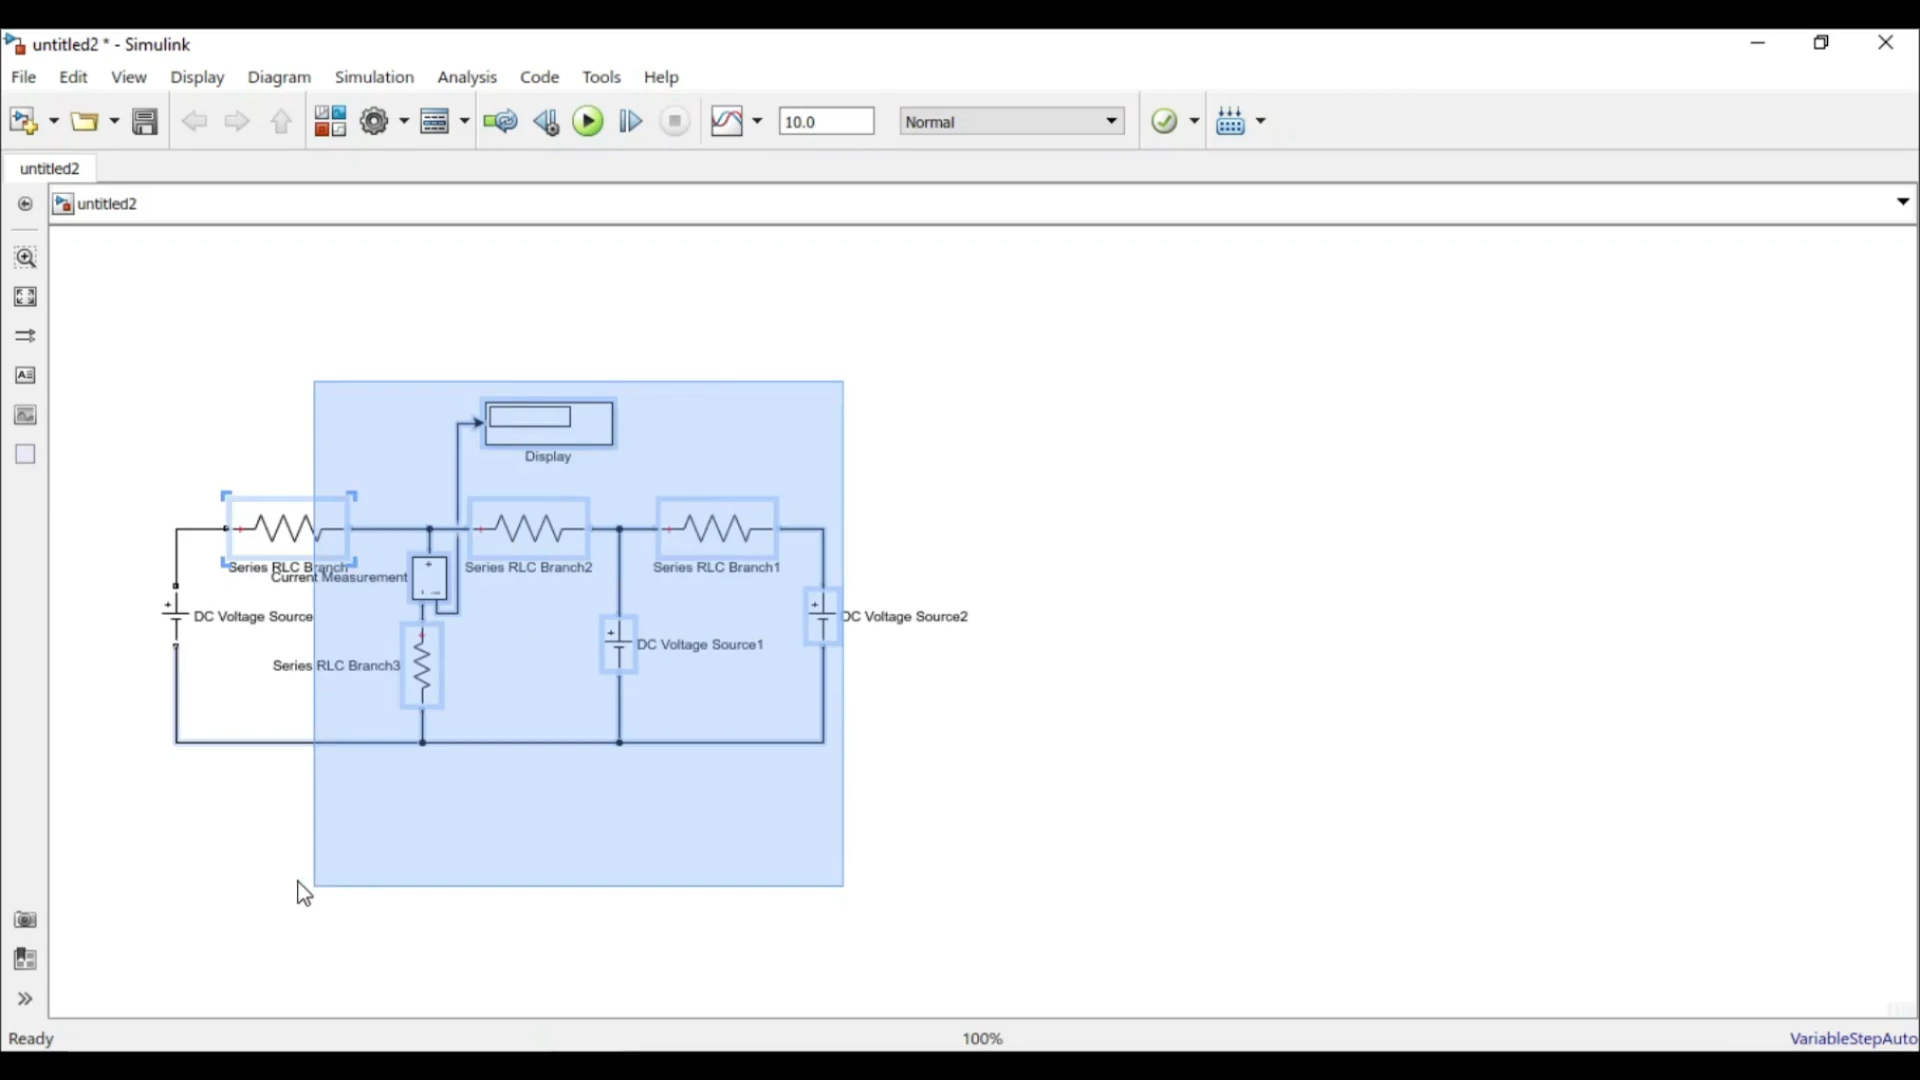 untitled2 * - Simulink
File Edit View Display Diagram Simulation Analysis Code Tools Help
10.0 Normal
untitled2
untitled2
Display
Series RLC Branch
Current Measurement
Series RLC Branch2
Series RLC Branch1
DC Voltage Source
DC Voltage Source2
DC Voltage Source1
Series RLC Branch3
Ready 100% VariableStepAuto